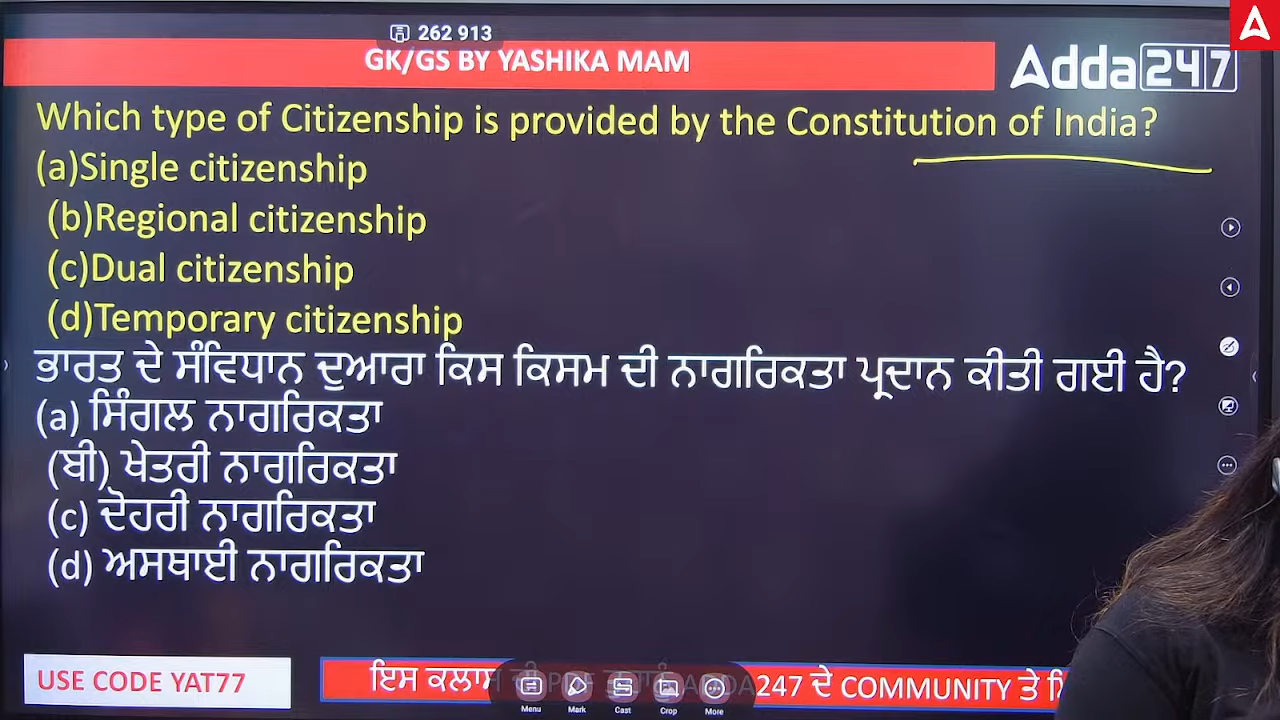 262 913
GK/GS BY YASHIKA MAM
Adda247
Which type of Citizenship is provided by the Constitution of India?
(a)Single citizenship
(b)Regional citizenship
(c)Dual citizenship
(d)Temporary citizenship
ਭਾਰਤ ਦੇ ਸੰਵਿਧਾਨ ਦੁਆਰਾ ਕਿਸ ਕਿਸਮ ਦੀ ਨਾਗਰਿਕਤਾ ਪ੍ਰਦਾਨ ਕੀਤੀ ਗਈ ਹੈ?
(a) ਸਿੰਗਲ ਨਾਗਰਿਕਤਾ
(ਬੀ) ਖੇਤਰੀ ਨਾਗਰਿਕਤਾ
(c) ਦੋਹਰੀ ਨਾਗਰਿਕਤਾ
(d) ਅਸਥਾਈ ਨਾਗਰਿਕਤਾ
USE CODE YAT77
ਇਸ ਕਲਾਸ PDF ADDA247 ਦੇ COMMUNITY ਤੇ
Menu Mark Cast Crop More